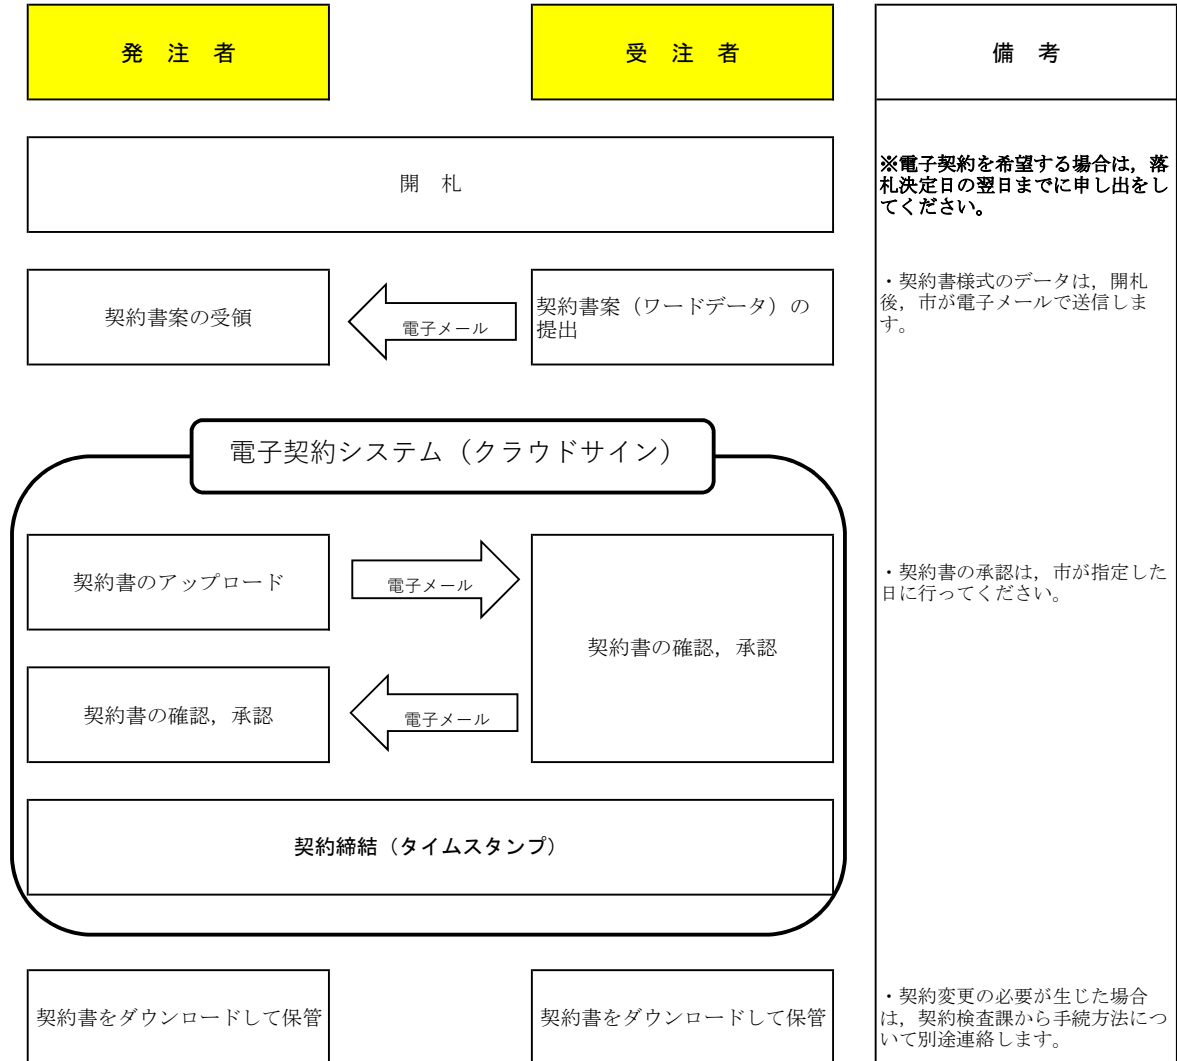 発　注　者
受　注　者
備　考
開　札
※電子契約を希望する場合は，落
札決定日の翌日までに申し出をし
てください。
契約書案の受領
電子メール
契約書案（ワードデータ）の
提出
・契約書様式のデータは，開札
後，市が電子メールで送信しま
す。
電子契約システム（クラウドサイン）
契約書のアップロード
電子メール
契約書の確認，承認
・契約書の承認は，市が指定した
日に行ってください。
契約書の確認，承認
電子メール
契約締結（タイムスタンプ）
契約書をダウンロードして保管
契約書をダウンロードして保管
・契約変更の必要が生じた場合
は，契約検査課から手続方法につ
いて別途連絡します。